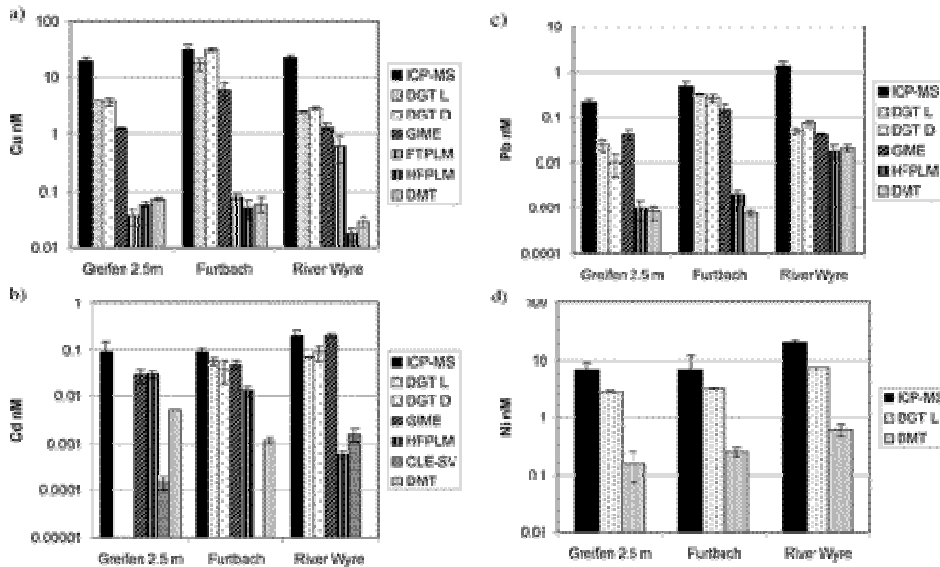 a)
100
10
1
0.1
0.01
Cu nM
Greifen 2.5m
Furtbach
River Wyre
ICP-MS
DGT L
DGT D
GIME
FTPLM
HFPLM
DMT
c)
10
1
0.1
0.01
0.001
0.0001
Pb nM
Greifen 2.5 m
Furtbach
River Wyre
ICP-MS
DGT L
DGT D
GIME
HFPLM
DMT
b)
1
0.1
0.01
0.001
0.0001
0.00001
Cd nM
Greifen 2.5 m
Furtbach
River Wyre
ICP-MS
DGT L
DGT D
GIME
HFPLM
CLE-SV
DMT
d)
100
10
1
0.1
0.01
Ni nM
Greifen 2.5 m
Furtbach
River Wyre
ICP-MS
DGT L
DMT